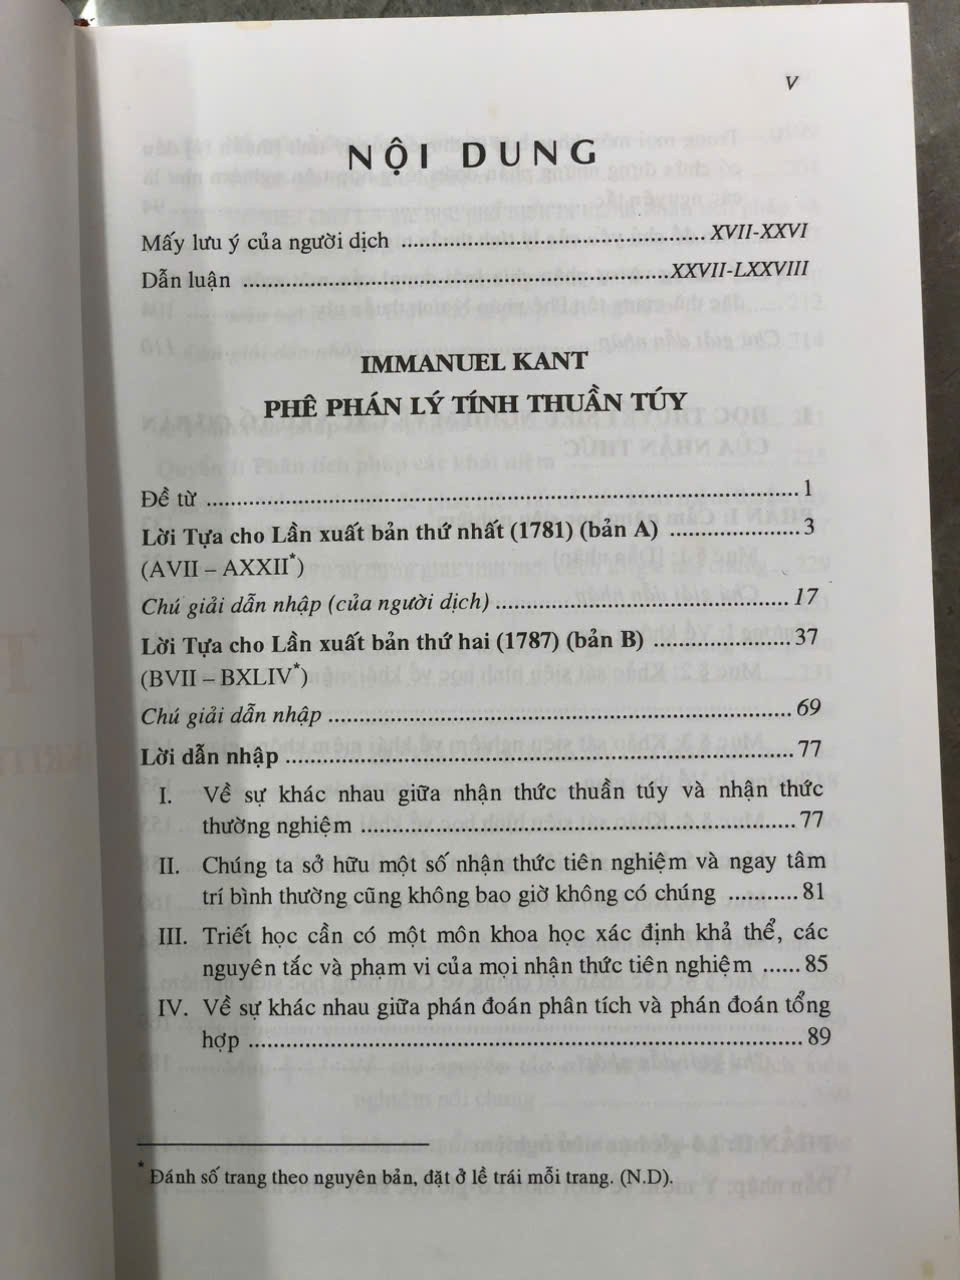 V
NỘI DUNG
Mấy lưu ý của người dịch ........................................ XVII-XXVI
Dẫn luận ........................................................XXVII-LXXVIII
IMMANUEL KANT
PHÊ PHÁN LÝ TÍNH THUẦN TÚY
Đề từ ........................................................................ 1
Lời Tựa cho Lần xuất bản thứ nhất (1781) (bản A) .................... 3
(AVII – AXXII*)
Chú giải dẫn nhập (của người dịch) ........................................ 17
Lời Tựa cho Lần xuất bản thứ hai (1787) (bản B) ..................... 37
(BVII – BXLIV*)
Chú giải dẫn nhập ............................................................ 69
Lời dẫn nhập .................................................................. 77
I. Về sự khác nhau giữa nhận thức thuần túy và nhận thức
thường nghiệm .............................................................. 77
II. Chúng ta sở hữu một số nhận thức tiên nghiệm và ngay tâm
trí bình thường cũng không bao giờ không có chúng ........... 81
III. Triết học cần có một môn khoa học xác định khả thể, các
nguyên tắc và phạm vi của mọi nhận thức tiên nghiệm ...... 85
IV. Về sự khác nhau giữa phán đoán phân tích và phán đoán tổng
hợp .............................................................................. 89
* Đánh số trang theo nguyên bản, đặt ở lề trái mỗi trang. (N.D).